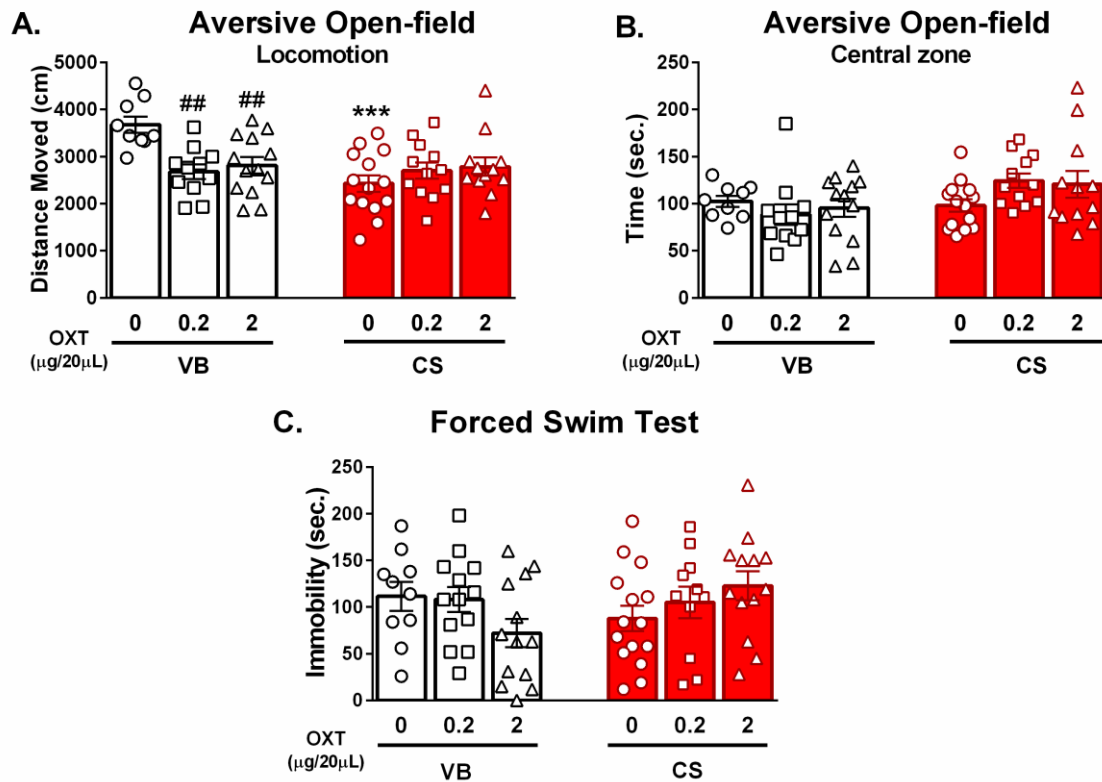 A. Aversive Open-field
Locomotion
Distance Moved (cm)
5000
4000
3000
2000
1000
0
## ## ***
0 0.2 2 0 0.2 2
OXT
(μg/20μL)
VB CS
B. Aversive Open-field
Central zone
Time (sec.)
250
200
150
100
50
0
0 0.2 2 0 0.2 2
OXT
(μg/20μL)
VB CS
C. Forced Swim Test
Immobility (sec.)
250
200
150
100
50
0
0 0.2 2 0 0.2 2
OXT
(μg/20μL)
VB CS